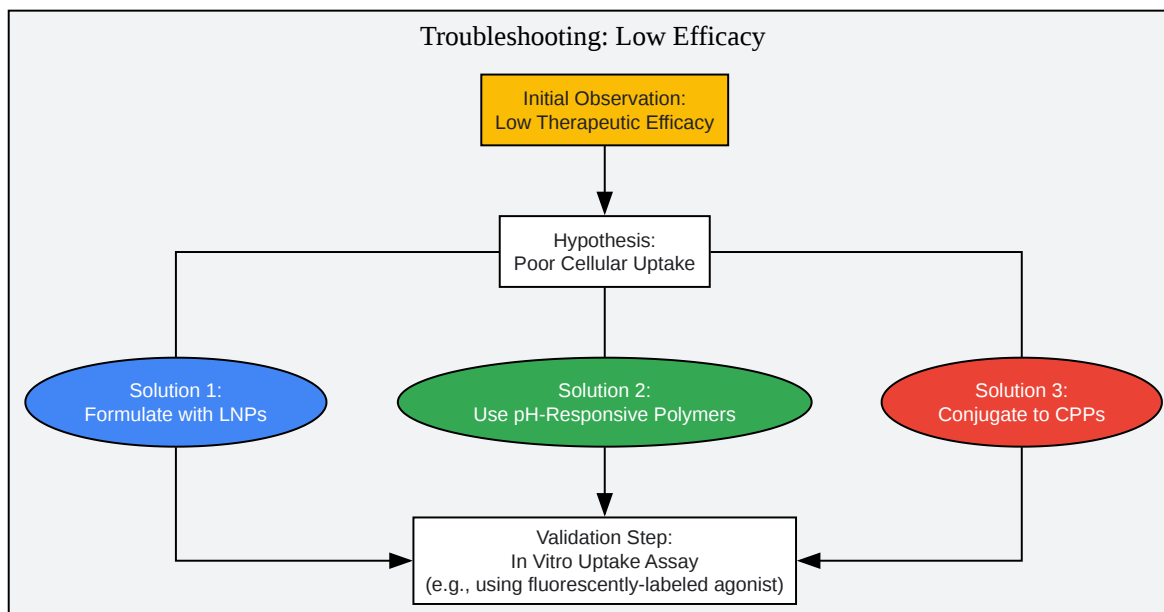 Troubleshooting: Low Efficacy
Initial Observation:
Low Therapeutic Efficacy
Hypothesis:
Poor Cellular Uptake
Solution 1:
Formulate with LNPs
Solution 2:
Use pH-Responsive Polymers
Solution 3:
Conjugate to CPPs
Validation Step:
In Vitro Uptake Assay
(e.g., using fluorescently-labeled agonist)